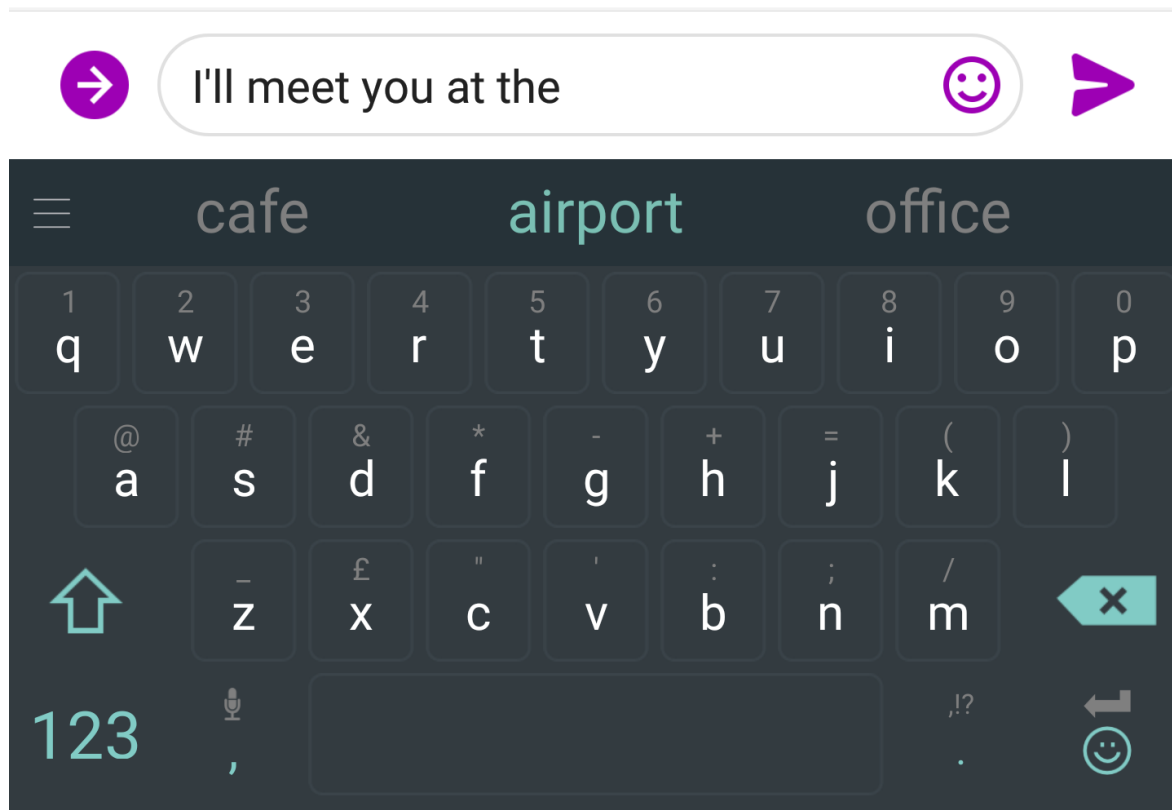 I'll meet you at the
cafe airport office
1 2 3 4 5 6 7 8 9 0
q w e r t y u i o p
@ # & * - + = ( )
a s d f g h j k l
_ £ " ' : ; /
z x c v b n m
,!?
123 , .